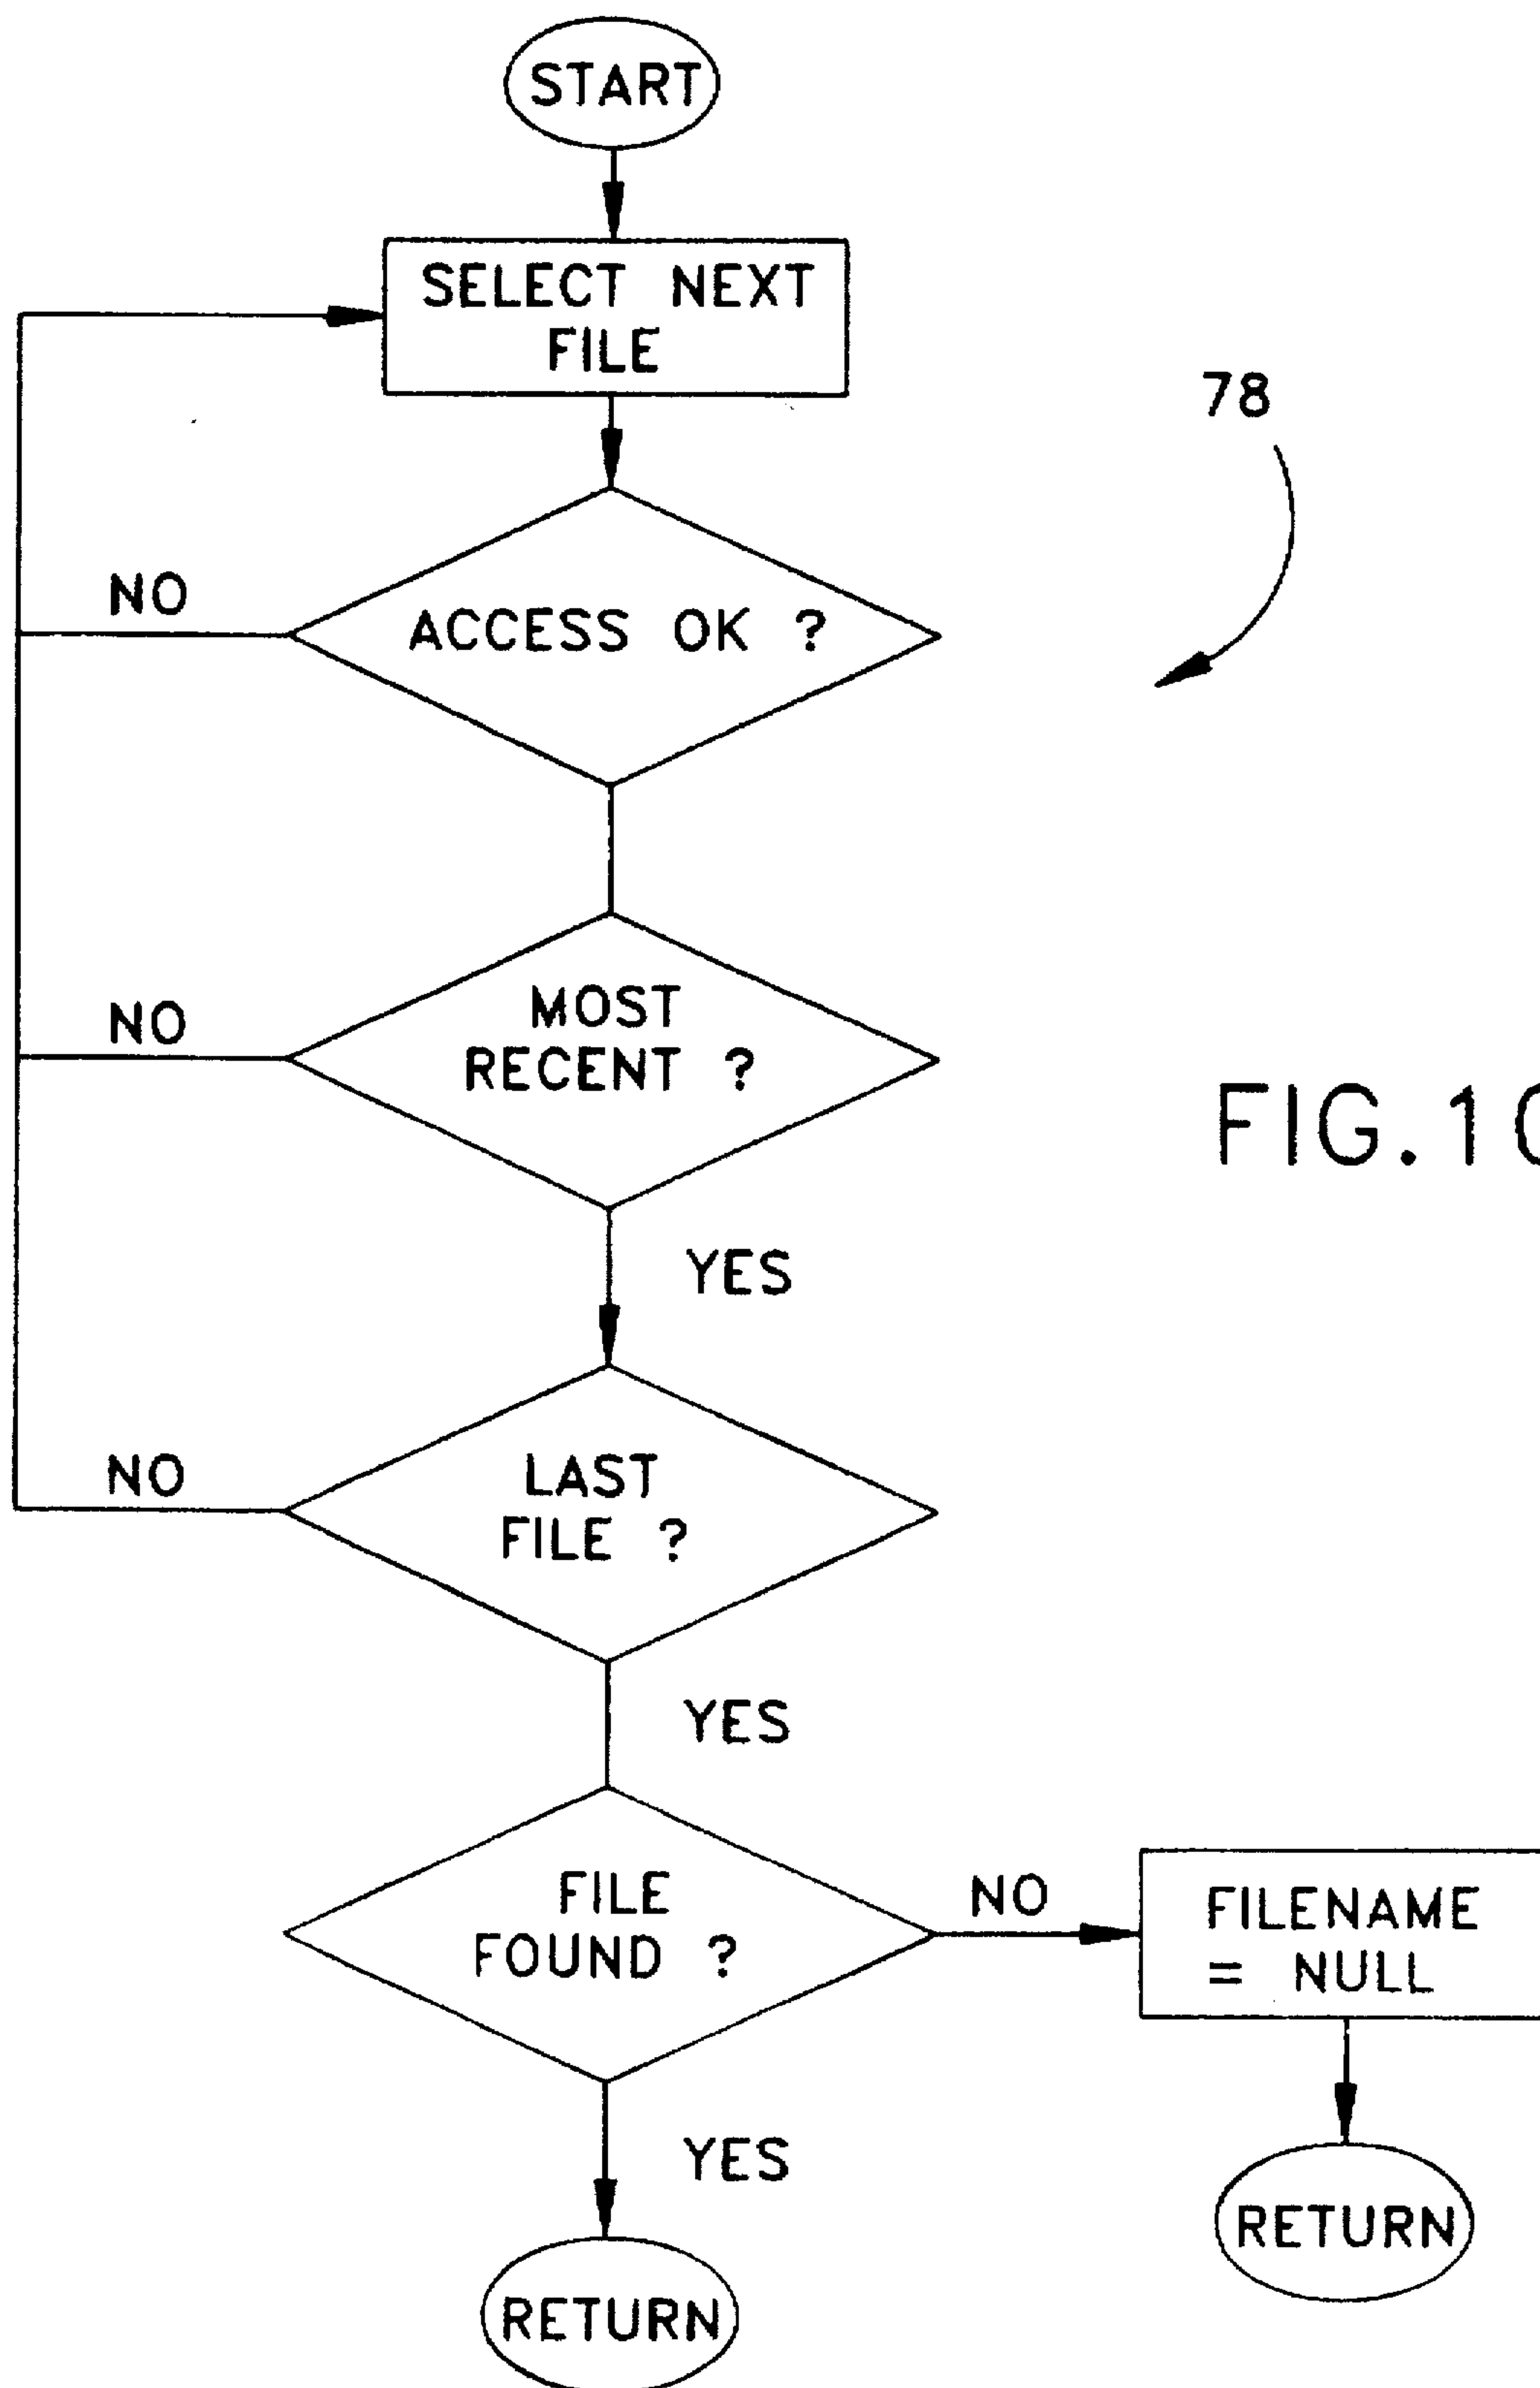 START
SELECT NEXT
FILE
78
NO
ACCESS OK ?
NO
MOST
RECENT ?
YES
NO
LAST
FILE ?
YES
FILE
FOUND ?
NO
FILENAME
= NULL
YES
RETURN
RETURN